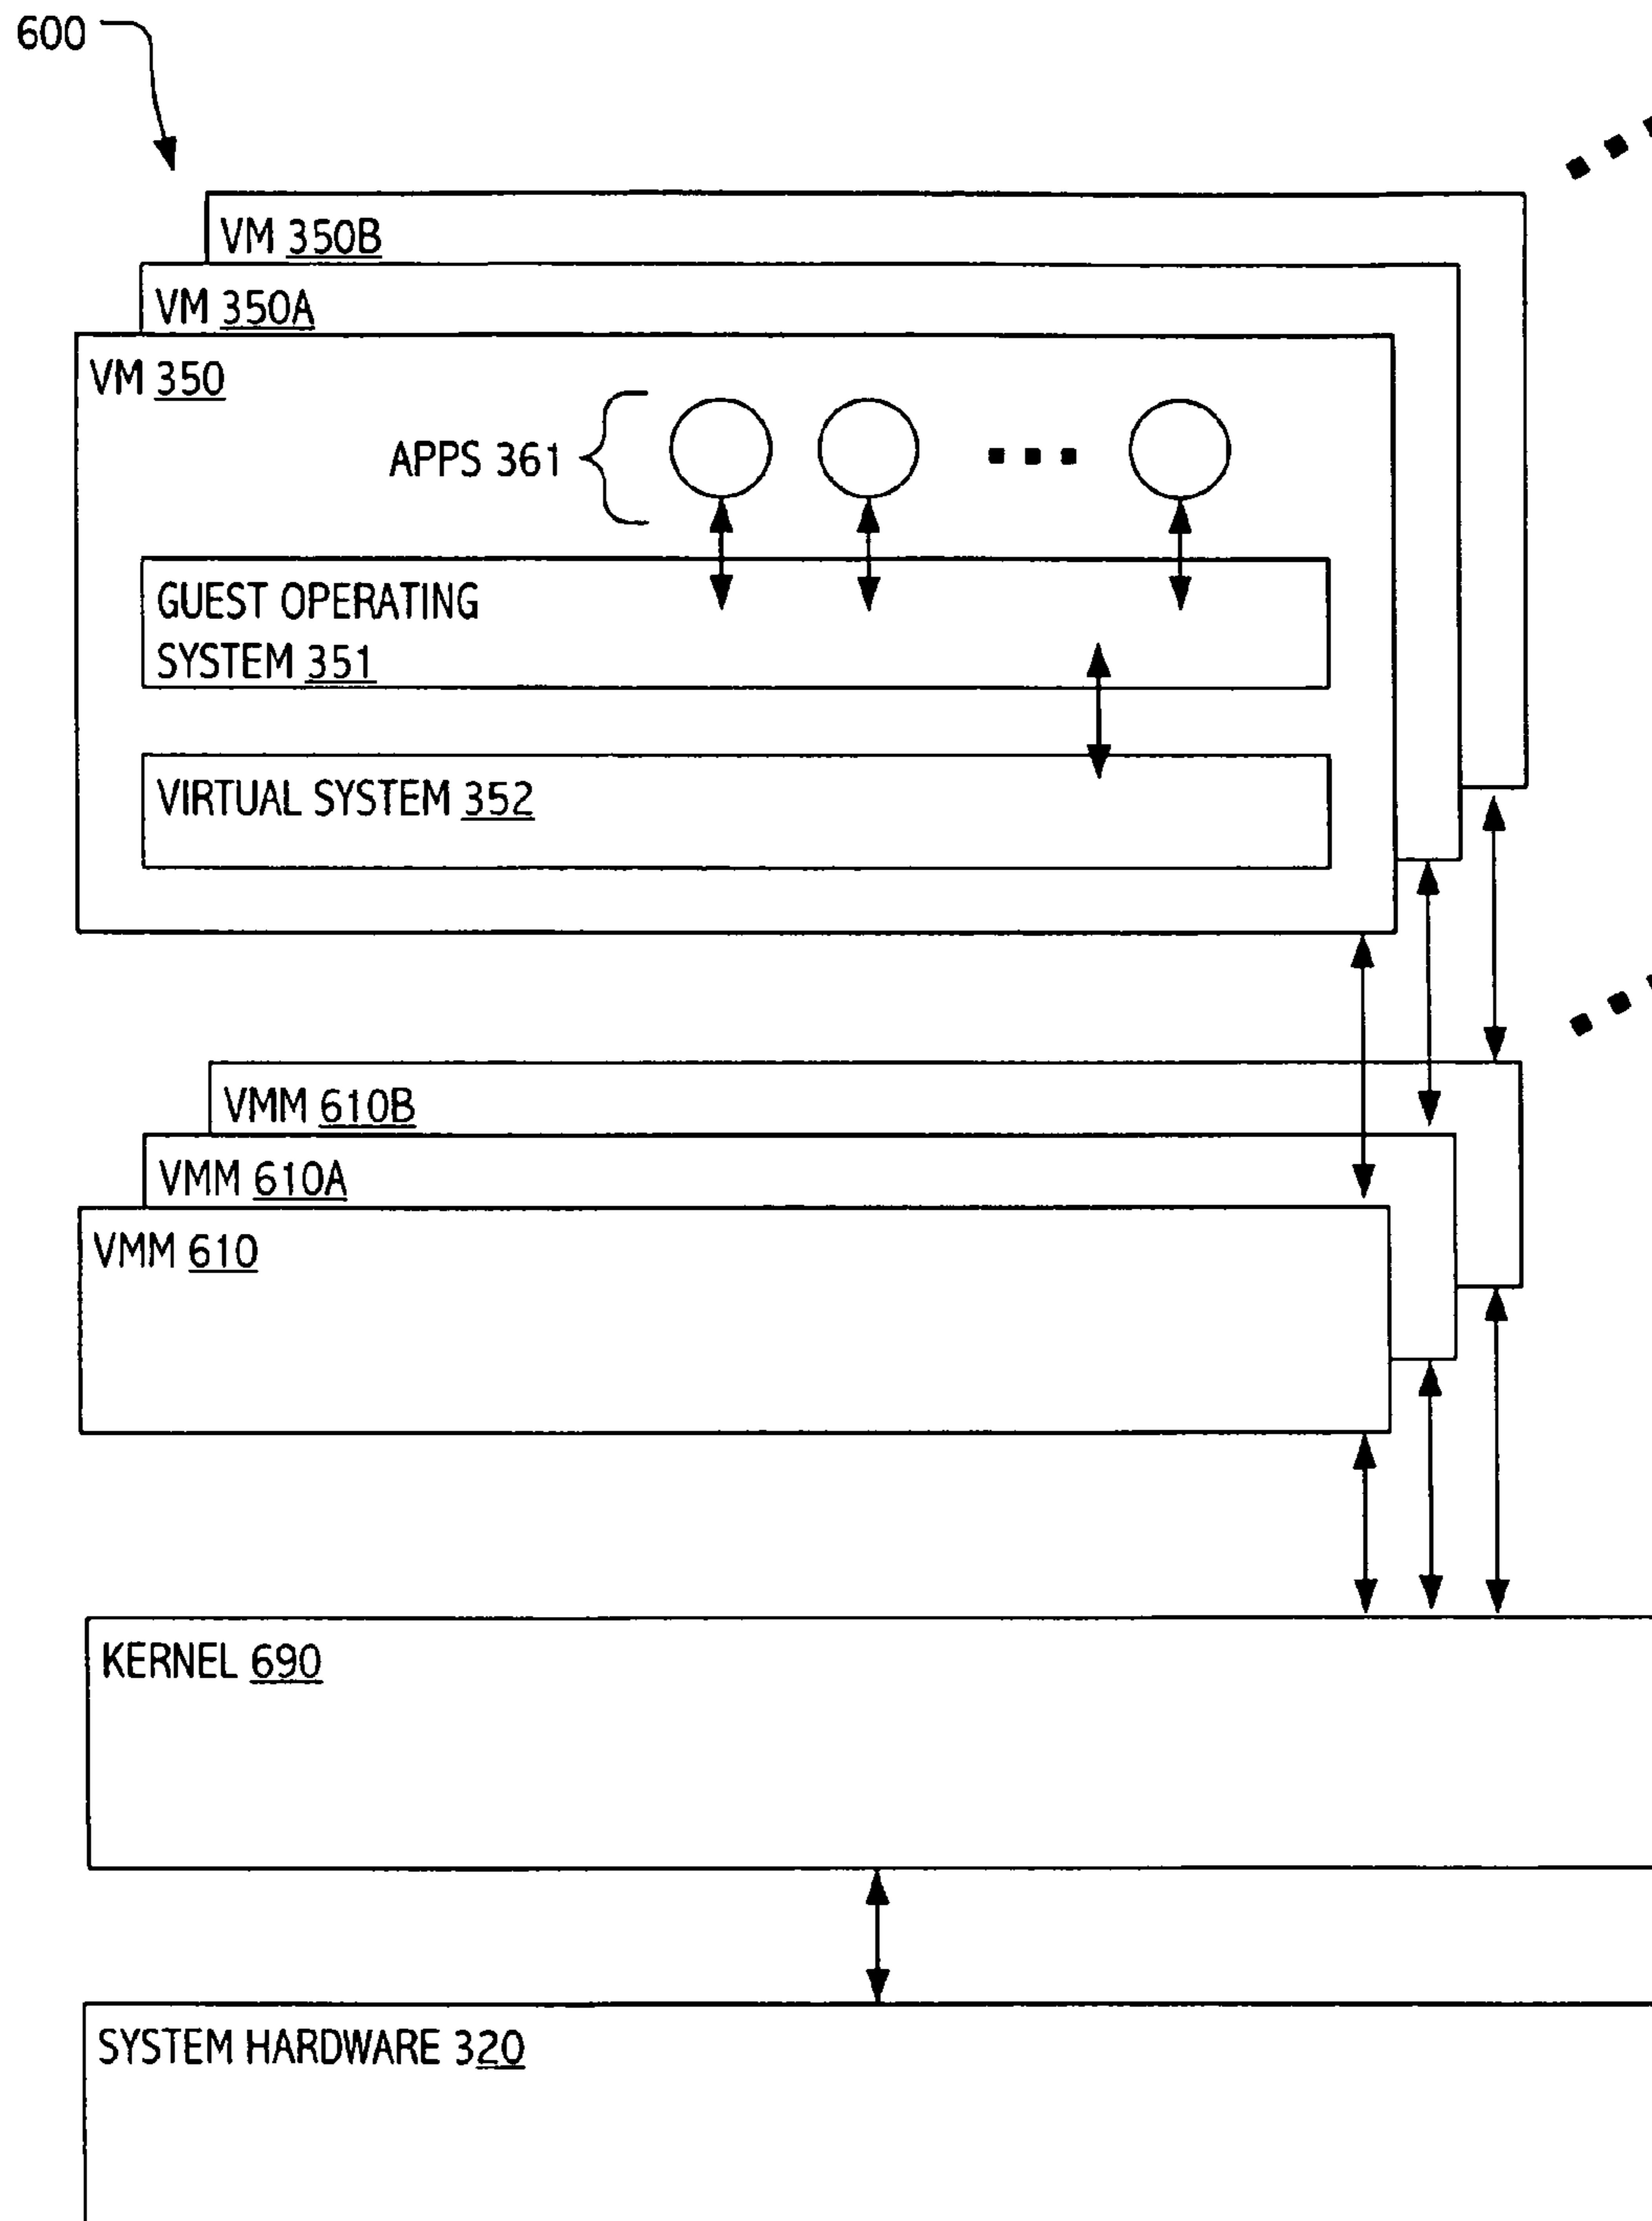 600
VM 350B
VM 350A
VM 350
APPS 361
GUEST OPERATING
SYSTEM 351
VIRTUAL SYSTEM 352
VMM 610B
VMM 610A
VMM 610
KERNEL 690
SYSTEM HARDWARE 320